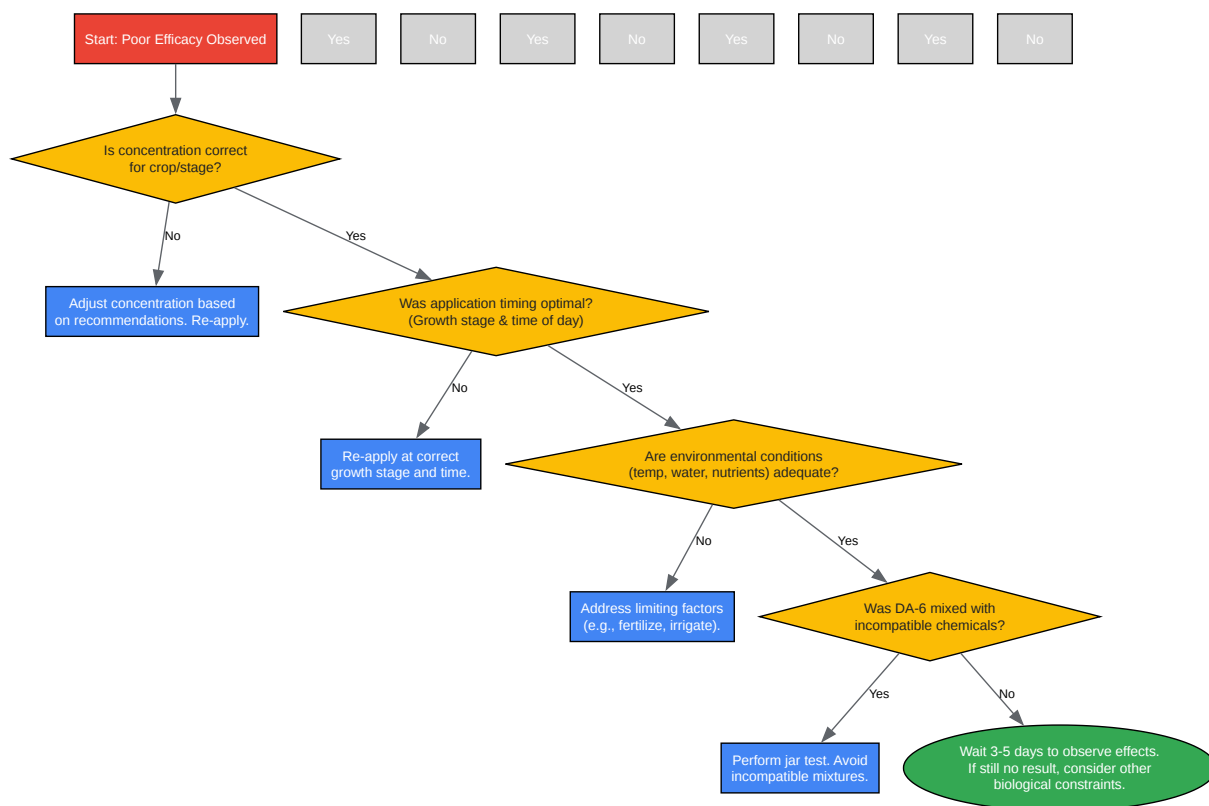 Start: Poor Efficacy Observed
Yes
No
Yes
No
Yes
No
Yes
No
Is concentration correct
for crop/stage?
No
Yes
Adjust concentration based
on recommendations. Re-apply.
Was application timing optimal?
(Growth stage & time of day)
No
Yes
Re-apply at correct
growth stage and time.
Are environmental conditions
(temp, water, nutrients) adequate?
No
Yes
Address limiting factors
(e.g., fertilize, irrigate).
Was DA-6 mixed with
incompatible chemicals?
Yes
No
Perform jar test. Avoid
incompatible mixtures.
Wait 3-5 days to observe effects.
If still no result, consider other
biological constraints.